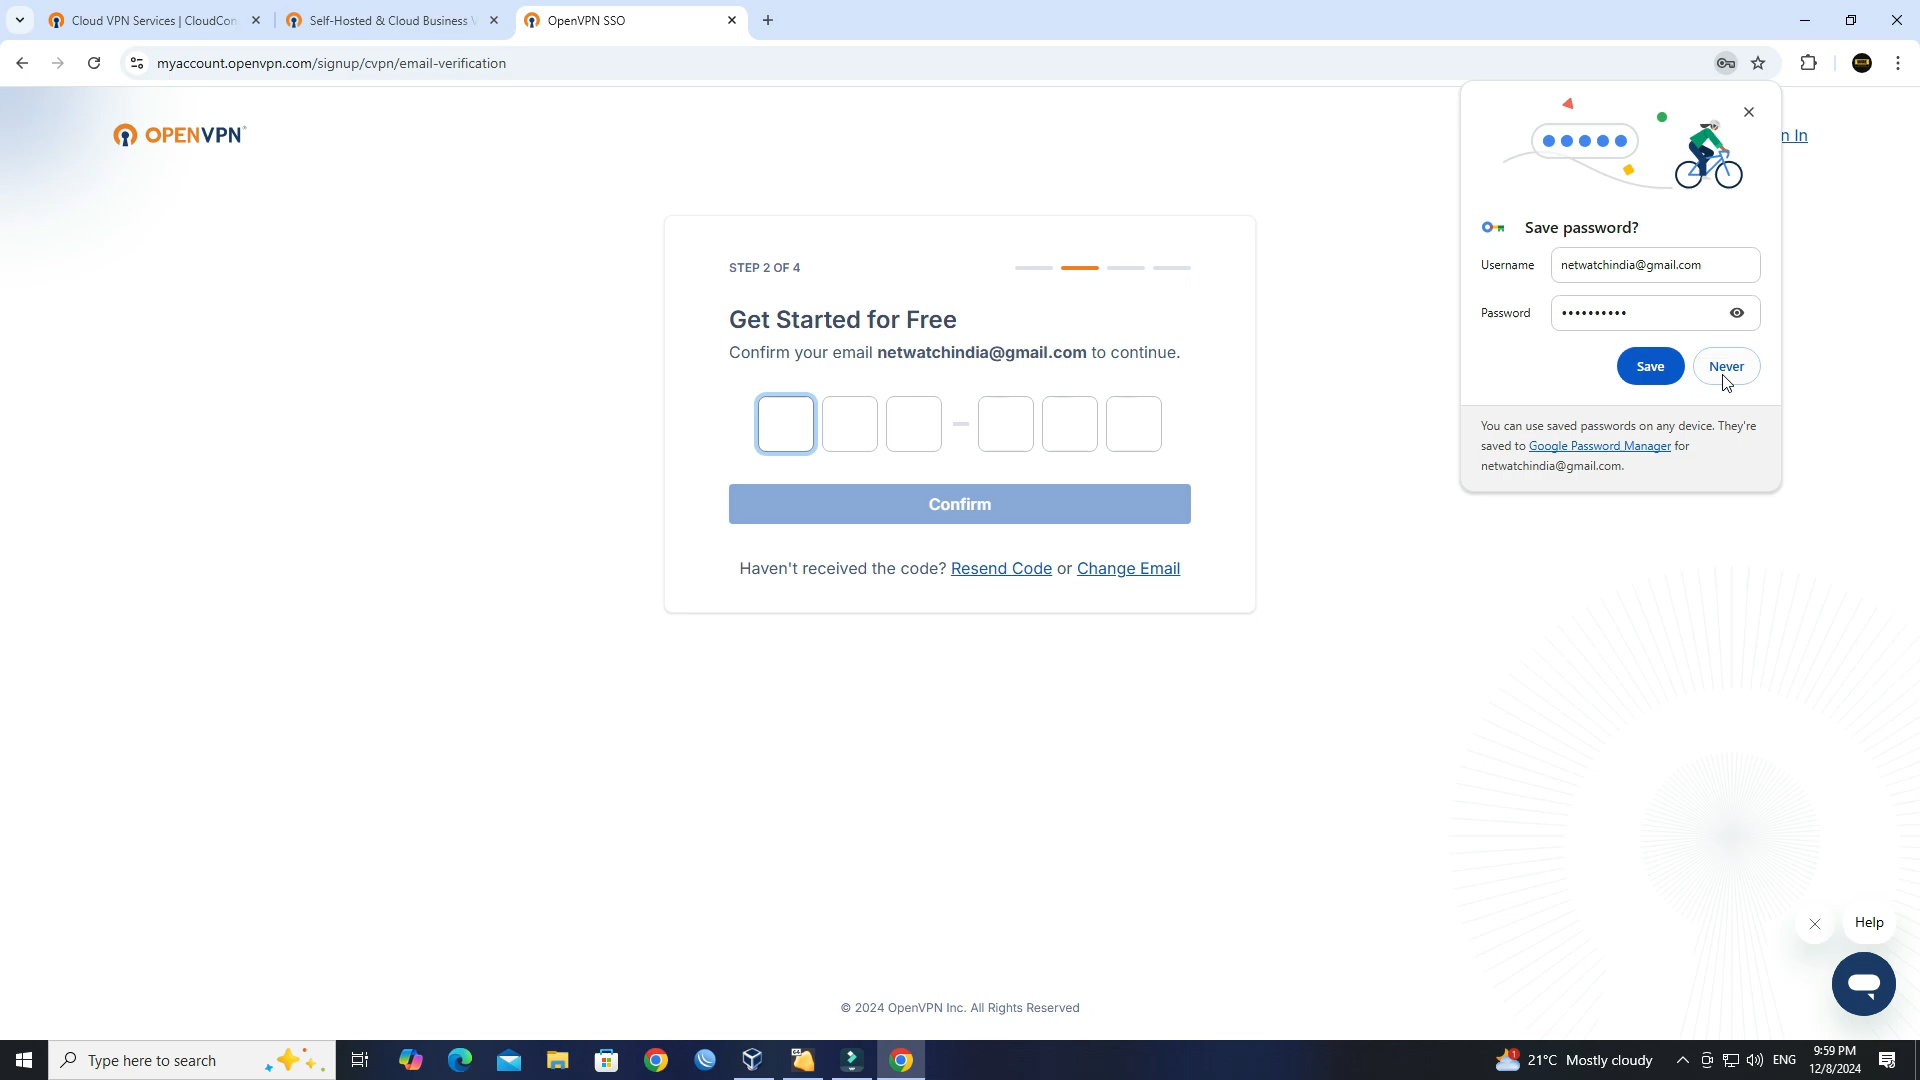 Cloud VPN Services | CloudCon
Self-Hosted & Cloud Business V
OpenVPN SSO
myaccount.openvpn.com/signup/cvpn/email-verification
OPENVPN
n In
Save password?
Username
netwatchindia@gmail.com
Password
••••••••••
Save
Never
You can use saved passwords on any device. They're
saved to Google Password Manager for
netwatchindia@gmail.com.
STEP 2 OF 4
Get Started for Free
Confirm your email netwatchindia@gmail.com to continue.
Confirm
Haven't received the code? Resend Code or Change Email
Help
© 2024 OpenVPN Inc. All Rights Reserved
Type here to search
1
21°C Mostly cloudy
ENG
9:59 PM
12/8/2024